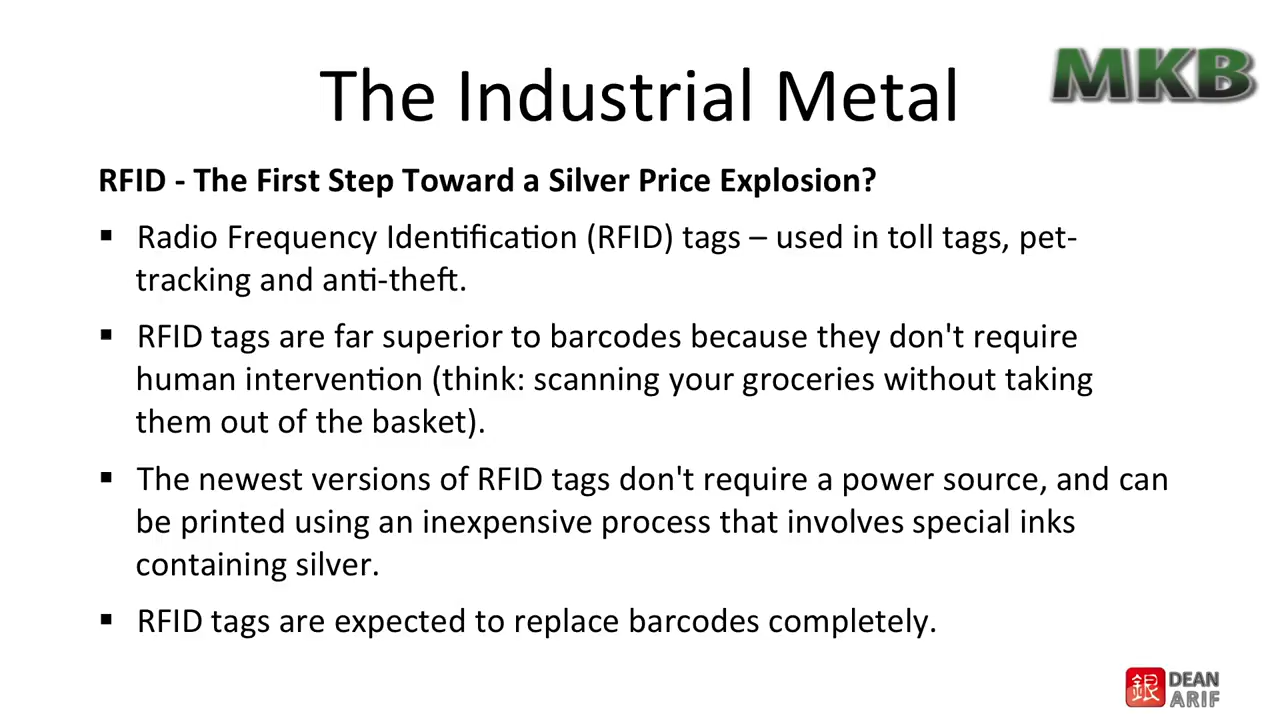 The Industrial Metal
MKB
RFID - The First Step Toward a Silver Price Explosion?
▪ Radio Frequency Identification (RFID) tags – used in toll tags, pet-
tracking and anti-theft.
▪ RFID tags are far superior to barcodes because they don't require
human intervention (think: scanning your groceries without taking
them out of the basket).
▪ The newest versions of RFID tags don't require a power source, and can
be printed using an inexpensive process that involves special inks
containing silver.
▪ RFID tags are expected to replace barcodes completely.
銀 DEAN
ARIF